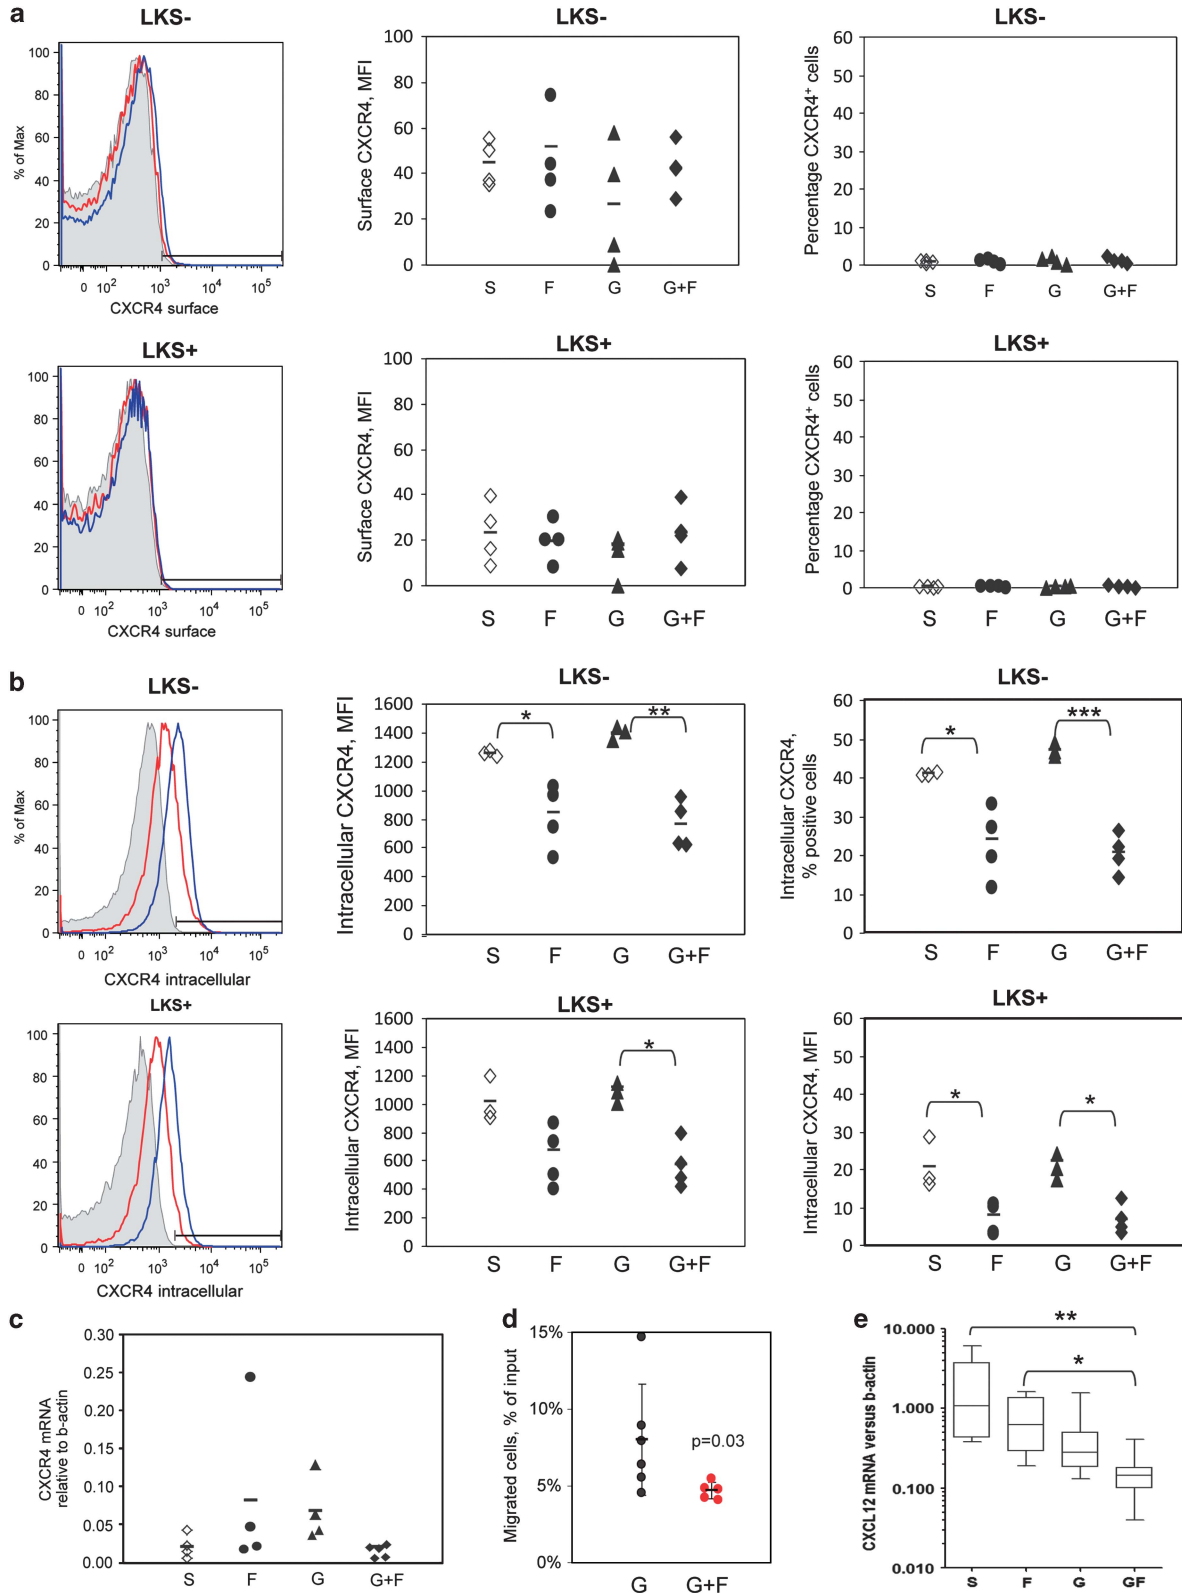 a
LKS-
LKS-
LKS-
% of Max
100
80
60
40
20
0
0 10² 10³ 10⁴ 10⁵
CXCR4 surface
Surface CXCR4, MFI
100
80
60
40
20
0
S F G G+F
Percentage CXCR4⁺ cells
60
50
40
30
20
10
0
S F G G+F
LKS+
LKS+
LKS+
100
80
60
40
20
0
0 10² 10³ 10⁴ 10⁵
CXCR4 surface
Surface CXCR4, MFI
100
80
60
40
20
0
S F G G+F
Percentage CXCR4⁺ cells
60
50
40
30
20
10
0
S F G G+F
b
LKS-
LKS-
LKS-
% of Max
100
80
60
40
20
0
0 10² 10³ 10⁴ 10⁵
CXCR4 intracellular
Intracellular CXCR4, MFI
1600
1400
1200
1000
800
600
400
200
0
* **
S F G G+F
Intracellular CXCR4,
% positive cells
60
50
40
30
20
10
0
* ***
S F G G+F
LKS+
LKS+
LKS+
100
80
60
40
20
0
0 10² 10³ 10⁴ 10⁵
CXCR4 intracellular
Intracellular CXCR4, MFI
1600
1400
1200
1000
800
600
400
200
0
*
S F G G+F
Intracellular CXCR4, MFI
60
50
40
30
20
10
0
* *
S F G G+F
c
CXCR4 mRNA
relative to b-actin
0.30
0.25
0.20
0.15
0.10
0.05
0.00
S F G G+F
d
Migrated cells, % of input
15%
10%
5%
0%
p=0.03
G G+F
e
CXCL12 mRNA versus b-actin
10.000
1.000
0.100
0.010
**
*
S F G GF